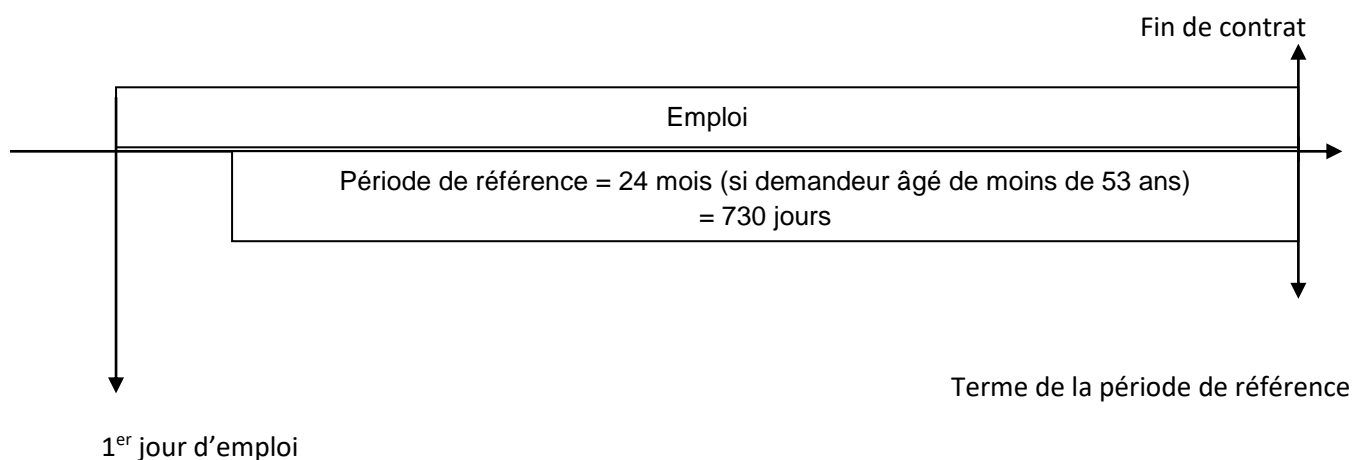 Fin de contrat
Emploi
Période de référence = 24 mois (si demandeur âgé de moins de 53 ans)
= 730 jours
Terme de la période de référence
1er jour d’emploi